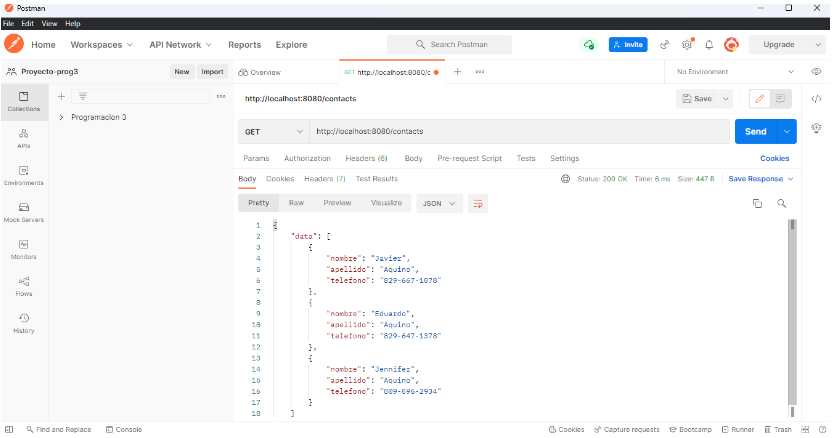 Postman
File Edit View Help
Home Workspaces API Network Reports Explore Search Postman Invite Upgrade
Proyecto-prog3 New Import Overview GET http://localhost:8080/c No Environment
Collections
APIs
Environments
Mock Servers
Monitors
Flows
History
Programacion 3
http://localhost:8080/contacts Save
GET http://localhost:8080/contacts Send
Params Authorization Headers (6) Body Pre-request Script Tests Settings Cookies
Body Cookies Headers (7) Test Results Status: 200 OK Time: 6 ms Size: 447 B Save Response
Pretty Raw Preview Visualize JSON
1 {
2 "data": [
3 {
4 "nombre": "Javier",
5 "apellido": "Aquino",
6 "telefono": "829-667-1878"
7 },
8 {
9 "nombre": "Eduardo",
10 "apellido": "Aquino",
11 "telefono": "829-647-1378"
12 },
13 {
14 "nombre": "Jennifer",
15 "apellido": "Aquino",
16 "telefono": "809-696-2934"
17 }
18 ]
Find and Replace Console Cookies Capture requests Bootcamp Runner Trash